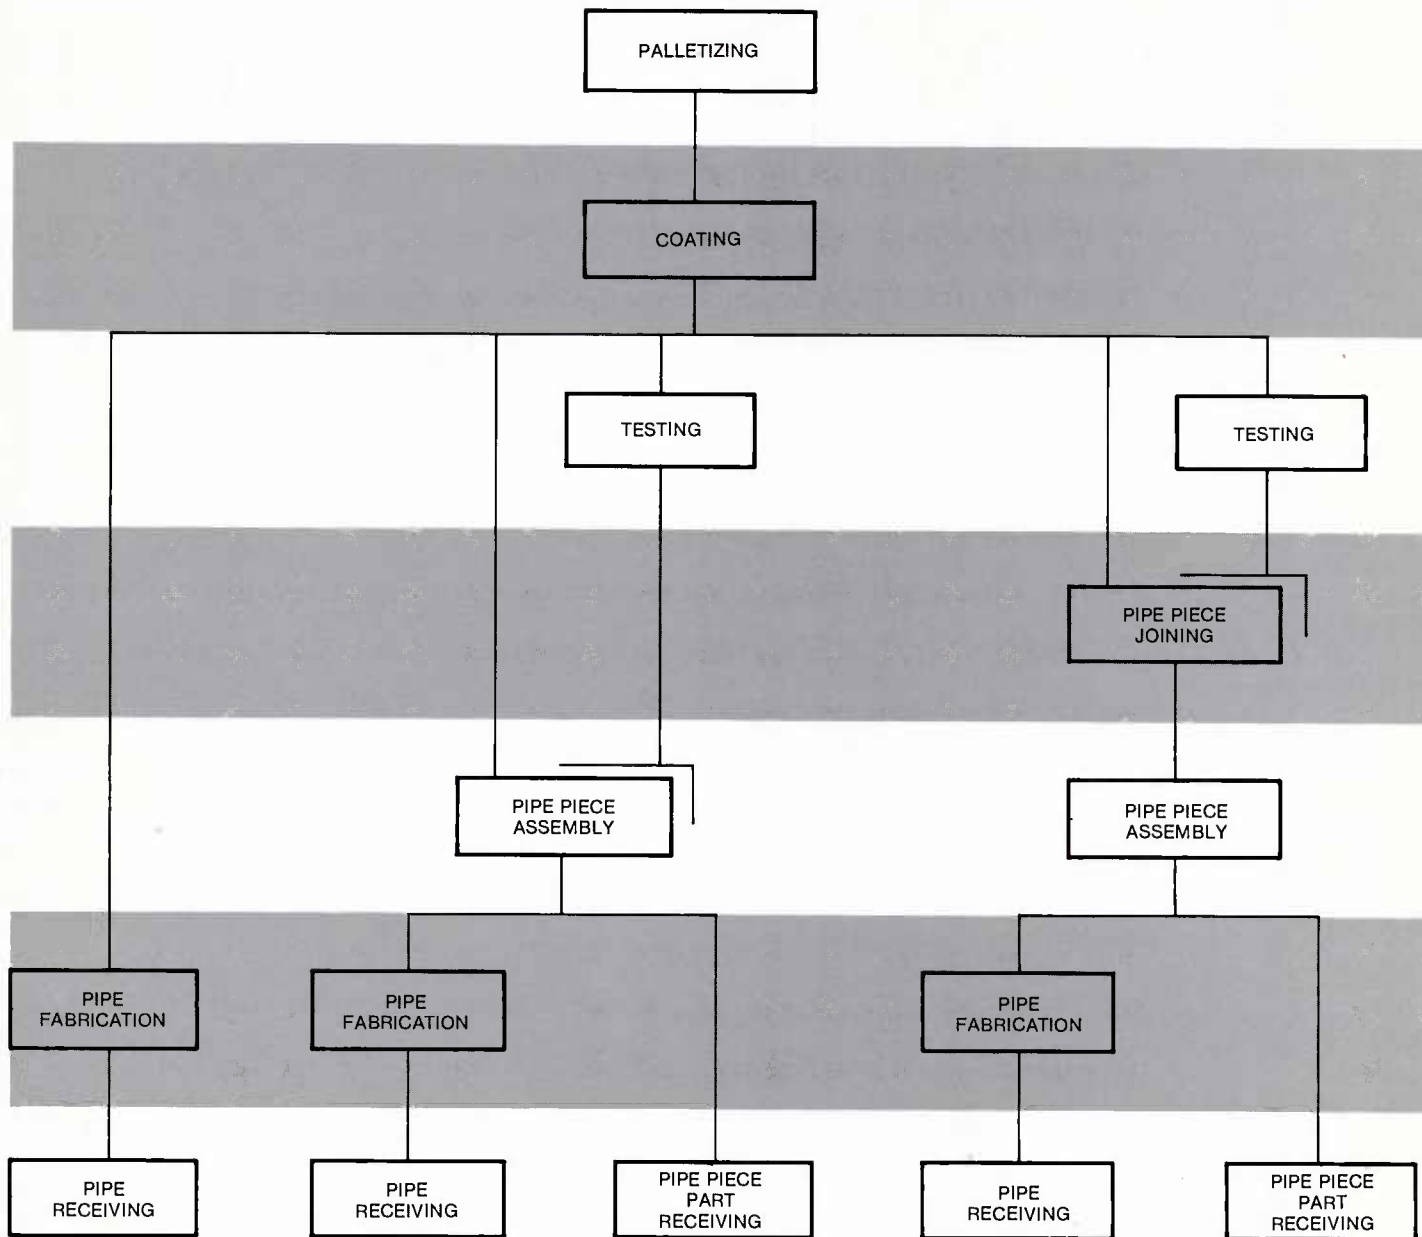 PALLETIZING
COATING
TESTING
TESTING
PIPE PIECE
JOINING
PIPE PIECE
ASSEMBLY
PIPE PIECE
ASSEMBLY
PIPE
FABRICATION
PIPE
FABRICATION
PIPE
FABRICATION
PIPE
RECEIVING
PIPE
RECEIVING
PIPE PIECE
PART
RECEIVING
PIPE
RECEIVING
PIPE PIECE
PART
RECEIVING